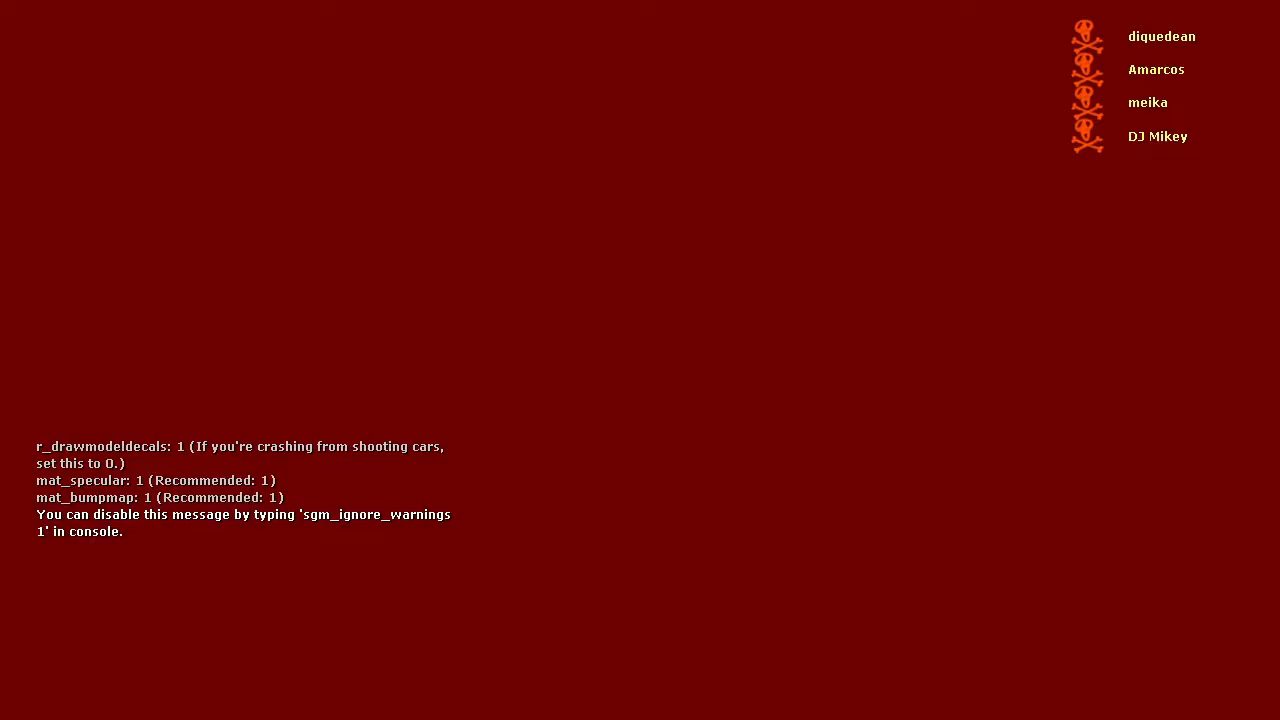 diquedean
Amarcos
meika
DJ Mikey
r_drawmodeldecals: 1 (If you're crashing from shooting cars,
set this to 0.)
mat_specular: 1 (Recommended: 1)
mat_bumpmap: 1 (Recommended: 1)
You can disable this message by typing 'sgm_ignore_warnings
1' in console.